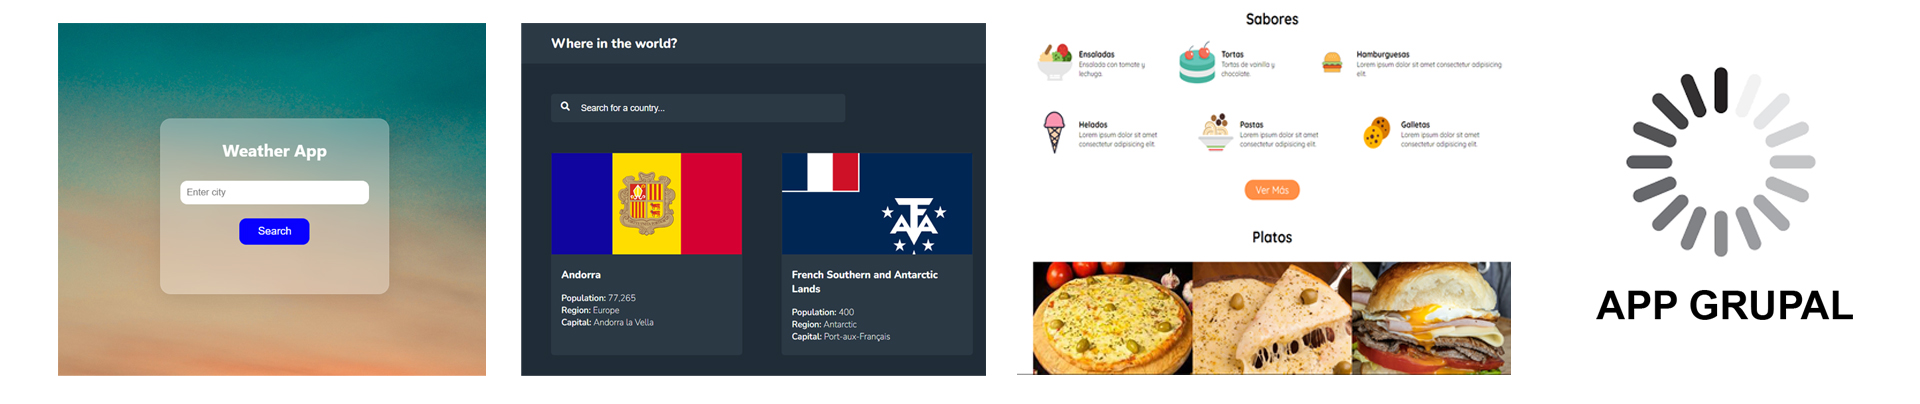 Weather App
Enter city
Search
Where in the world?
Search for a country...
Andorra
Population: 77,265
Region: Europe
Capital: Andorra la Vella
French Southern and Antarctic
Lands
Population: 400
Region: Antarctic
Capital: Port-aux-Français
Sabores
Ensaladas
Ensalada con tomate y
lechuga.
Tortas
Tortas de vainilla y
chocolate.
Hamburguesas
Lorem ipsum dolor sit amet consectetur adipisicing
elit.
Helados
Lorem ipsum dolor sit amet
consectetur adipisicing elit.
Pastas
Lorem ipsum dolor sit amet
consectetur adipisicing elit.
Galletas
Lorem ipsum dolor sit amet
consectetur adipisicing elit.
Ver Más
Platos
APP GRUPAL